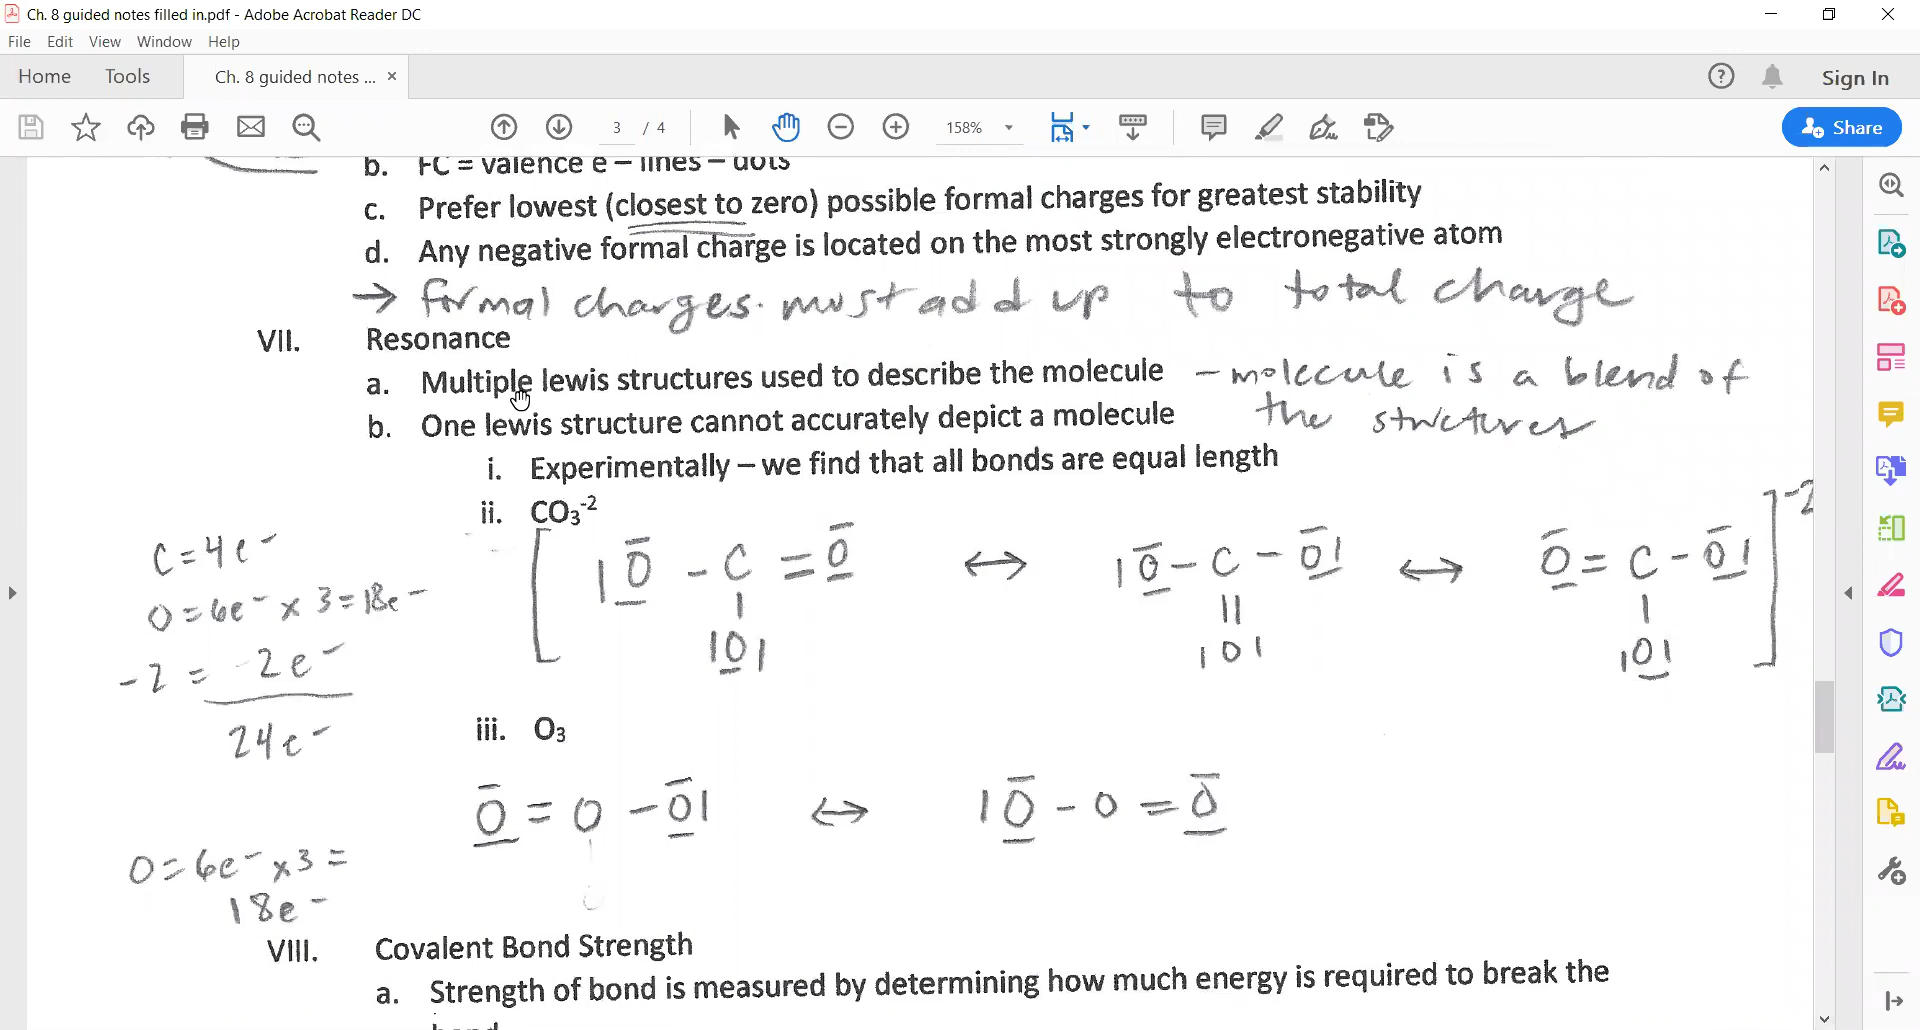 Ch. 8 guided notes filled in.pdf - Adobe Acrobat Reader DC
File Edit View Window Help
Home Tools Ch. 8 guided notes ... × Sign In
3 / 4 158% Share
b. FC = valence e – lines – dots
c. Prefer lowest (closest to zero) possible formal charges for greatest stability
d. Any negative formal charge is located on the most strongly electronegative atom
→ formal charges must add up to total charge
VII. Resonance
a. Multiple lewis structures used to describe the molecule - molecule is a blend of
b. One lewis structure cannot accurately depict a molecule the structures
i. Experimentally – we find that all bonds are equal length
ii. CO₃⁻²
C = 4e⁻
O = 6e⁻ x 3 = 18e⁻
-2 = 2e⁻
24e⁻
[ |O - C = O ↔ |O - C - O| ↔ O = C - O| ]⁻²
| || |
|O| |O| |O|
iii. O₃
O = O - O| ↔ |O - O = O
O = 6e⁻ x 3 =
18e⁻
VIII. Covalent Bond Strength
a. Strength of bond is measured by determining how much energy is required to break the
bond